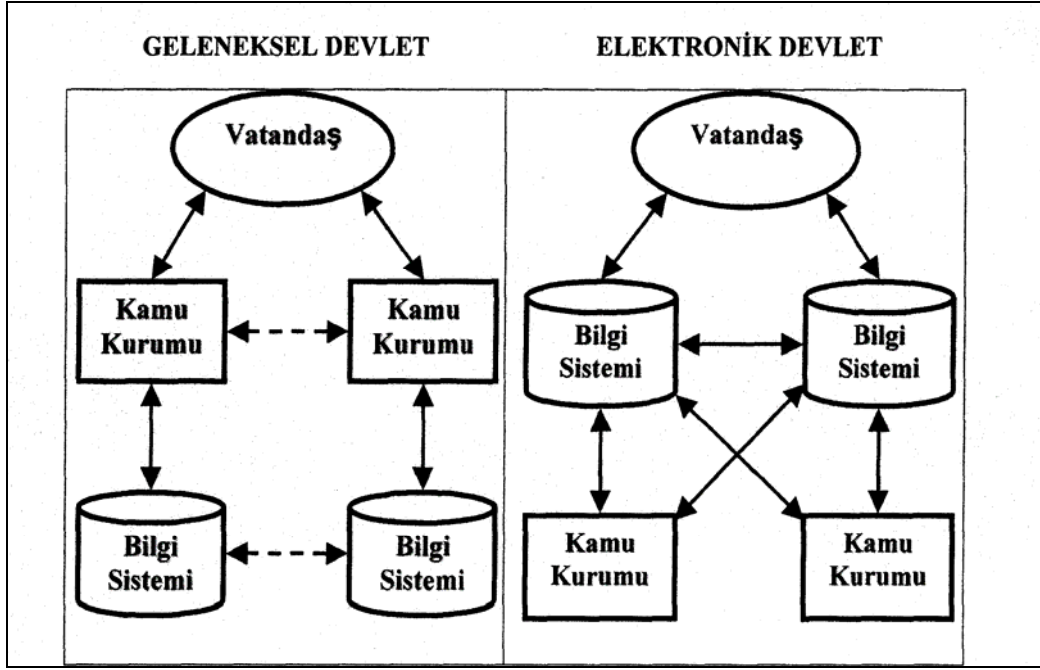 GELENEKSEL DEVLET
Vatandaş
Kamu
Kurumu
Kamu
Kurumu
Bilgi
Sistemi
Bilgi
Sistemi
ELEKTRONİK DEVLET
Vatandaş
Bilgi
Sistemi
Bilgi
Sistemi
Kamu
Kurumu
Kamu
Kurumu